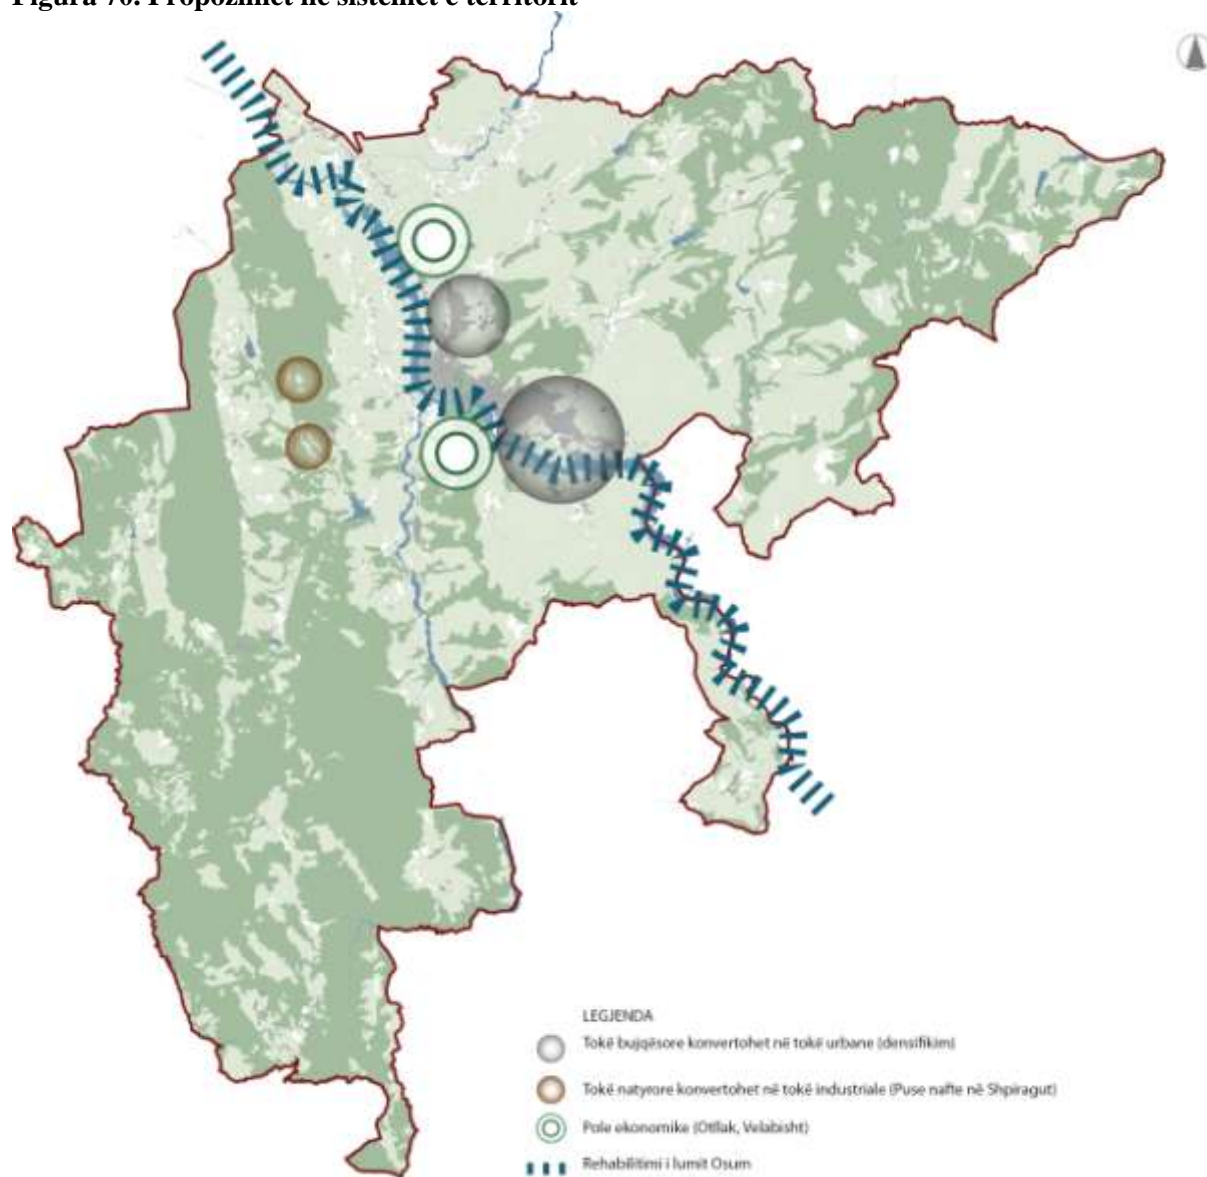 Figura 70. Propozimet në sistemet e territorit
LEGJENDA
Tokë bujqësore konvertohet në tokë urbane (densifikim)
Tokë natyrore konvertohet në tokë industriale (Puse nafte në Shpiragut)
Pole ekonomike (Otllak, Velabisht)
Rehabilitimi i lumit Osum